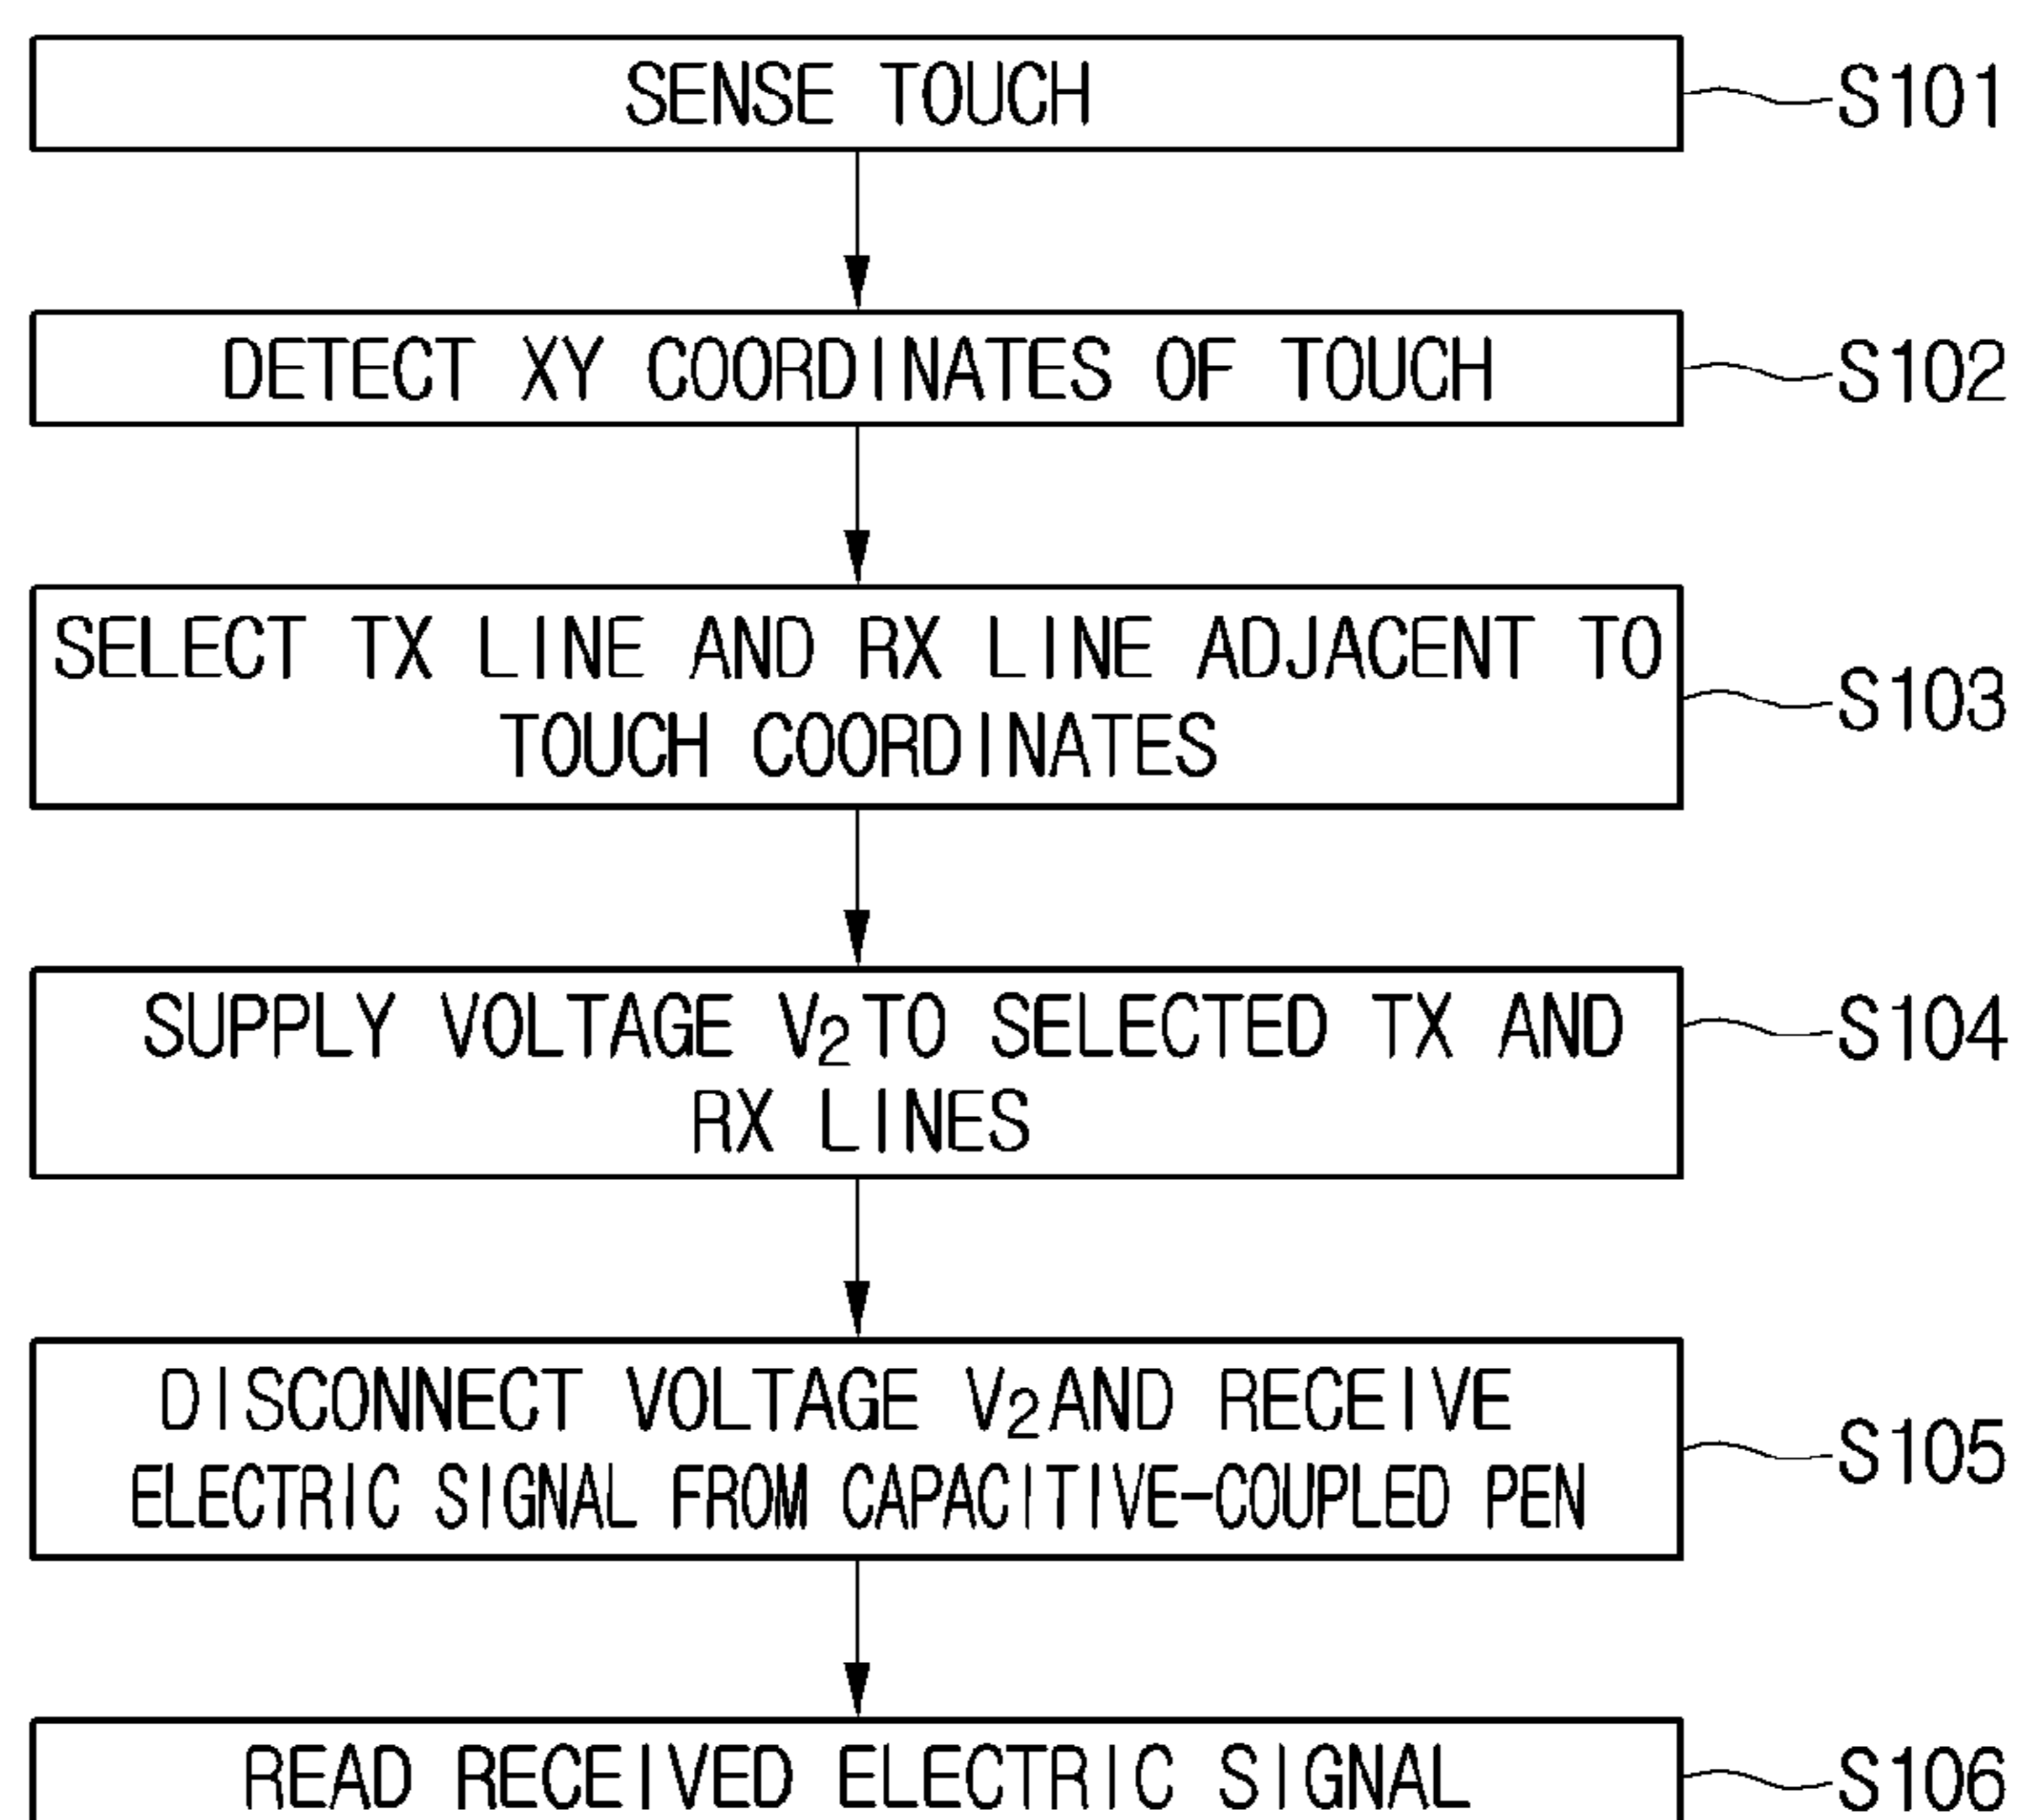 SENSE TOUCH
S101
DETECT XY COORDINATES OF TOUCH
S102
SELECT TX LINE AND RX LINE ADJACENT TO
TOUCH COORDINATES
S103
SUPPLY VOLTAGE V₂ TO SELECTED TX AND
RX LINES
S104
DISCONNECT VOLTAGE V₂ AND RECEIVE
ELECTRIC SIGNAL FROM CAPACITIVE-COUPLED PEN
S105
READ RECEIVED ELECTRIC SIGNAL
S106